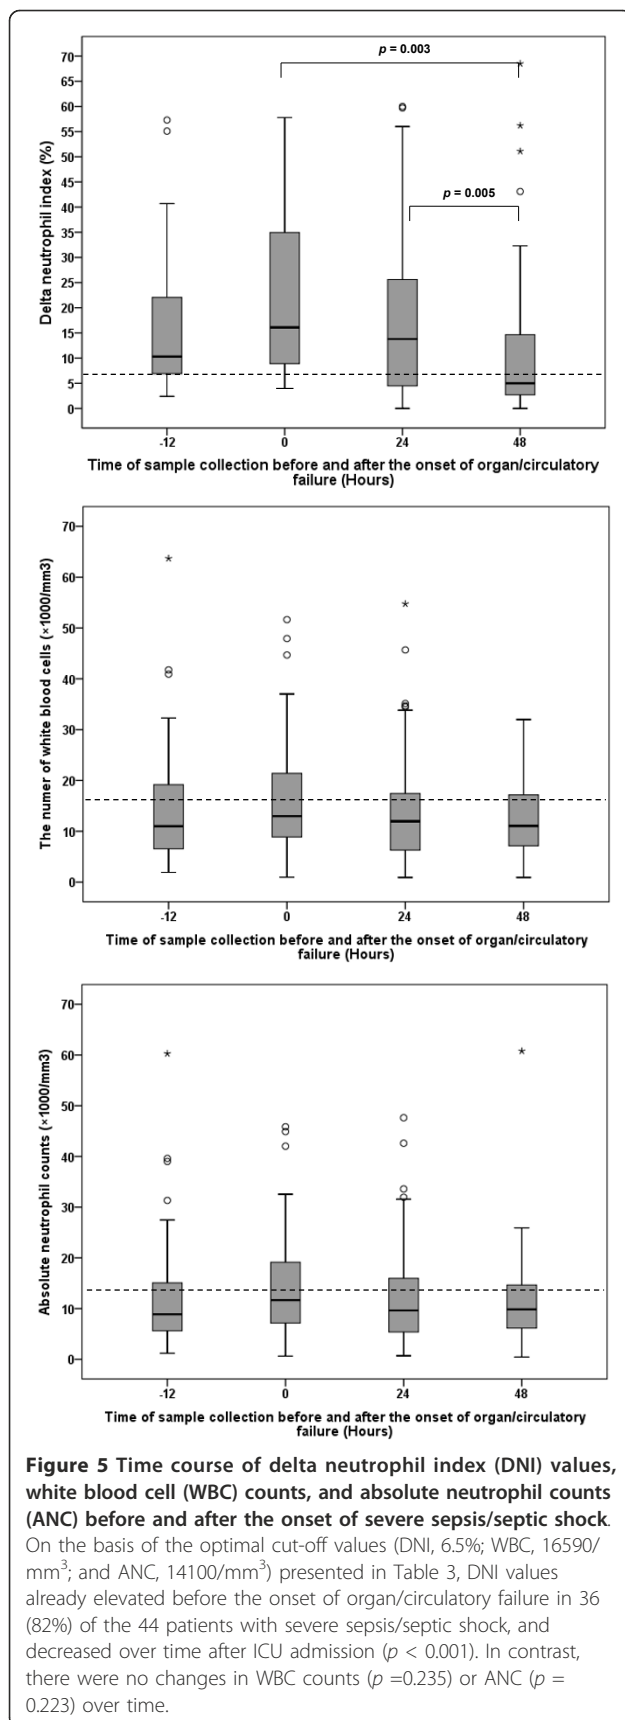 p = 0.003
p = 0.005
Delta neutrophil index (%)
70
65
60
55
50
45
40
35
30
25
20
15
10
5
0
-12 0 24 48
Time of sample collection before and after the onset of organ/circulatory
failure (Hours)
The numer of white blood cells (×1000/mm3)
70
60
50
40
30
20
10
0
-12 0 24 48
Time of sample collection before and after the onset of organ/circulatory
failure (Hours)
Absolute neutrophil counts (×1000/mm3)
70
60
50
40
30
20
10
0
-12 0 24 48
Time of sample collection before and after the onset of organ/circulatory
failure (Hours)
Figure 5 Time course of delta neutrophil index (DNI) values,
white blood cell (WBC) counts, and absolute neutrophil counts
(ANC) before and after the onset of severe sepsis/septic shock.
On the basis of the optimal cut-off values (DNI, 6.5%; WBC, 16590/
mm³; and ANC, 14100/mm³) presented in Table 3, DNI values
already elevated before the onset of organ/circulatory failure in 36
(82%) of the 44 patients with severe sepsis/septic shock, and
decreased over time after ICU admission (p < 0.001). In contrast,
there were no changes in WBC counts (p =0.235) or ANC (p =
0.223) over time.